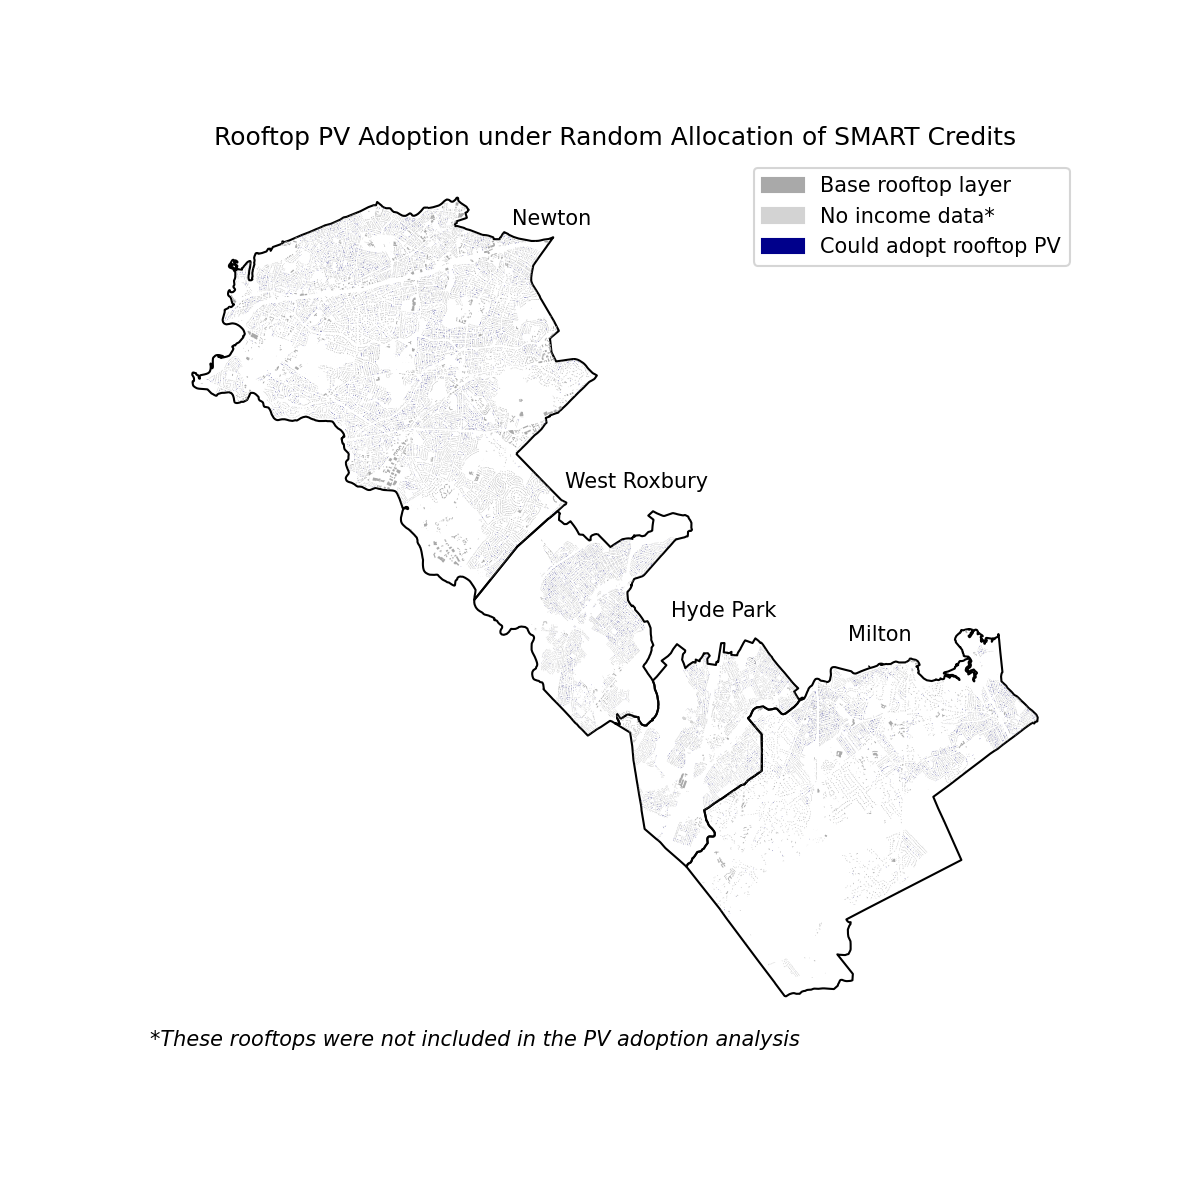 Rooftop PV Adoption under Random Allocation of SMART Credits
Base rooftop layer
No income data*
Could adopt rooftop PV
Newton
West Roxbury
Hyde Park
Milton
*These rooftops were not included in the PV adoption analysis